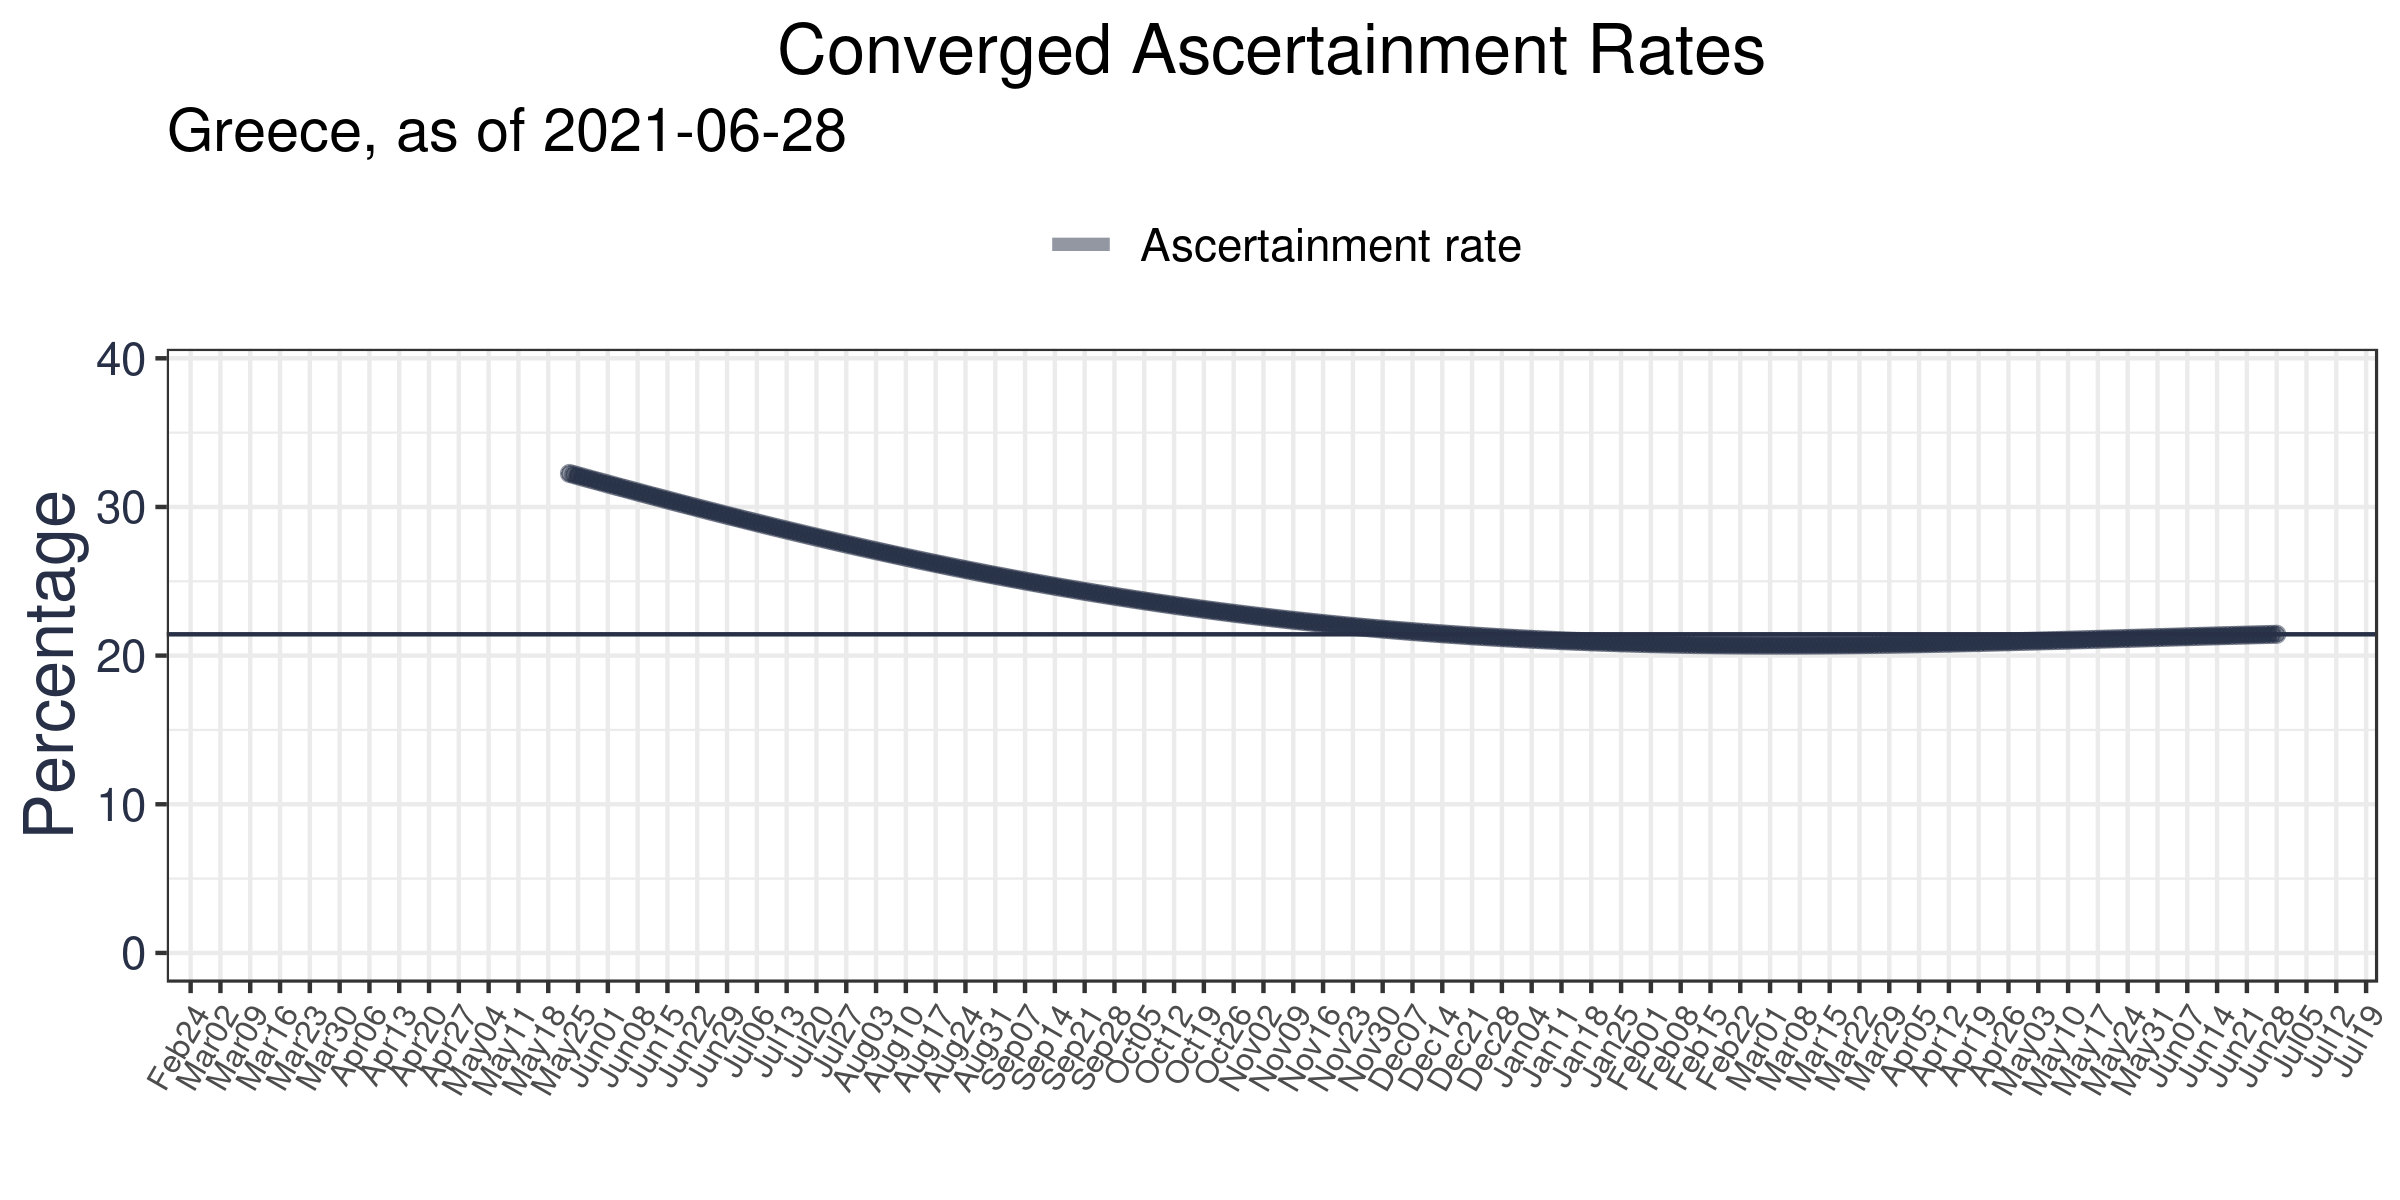 Converged Ascertainment Rates
Greece, as of 2021-06-28
Ascertainment rate
Percentage
40
30
20
10
0
Feb24
Mar02
Mar09
Mar16
Mar23
Mar30
Apr06
Apr13
Apr20
Apr27
May04
May11
May18
May25
Jun01
Jun08
Jun15
Jun22
Jun29
Jul06
Jul13
Jul20
Jul27
Aug03
Aug10
Aug17
Aug24
Aug31
Sep07
Sep14
Sep21
Sep28
Oct05
Oct12
Oct19
Oct26
Nov02
Nov09
Nov16
Nov23
Nov30
Dec07
Dec14
Dec21
Dec28
Jan04
Jan11
Jan18
Jan25
Feb01
Feb08
Feb15
Feb22
Mar01
Mar08
Mar15
Mar22
Mar29
Apr05
Apr12
Apr19
Apr26
May03
May10
May17
May24
May31
Jun07
Jun14
Jun21
Jun28
Jul05
Jul12
Jul19